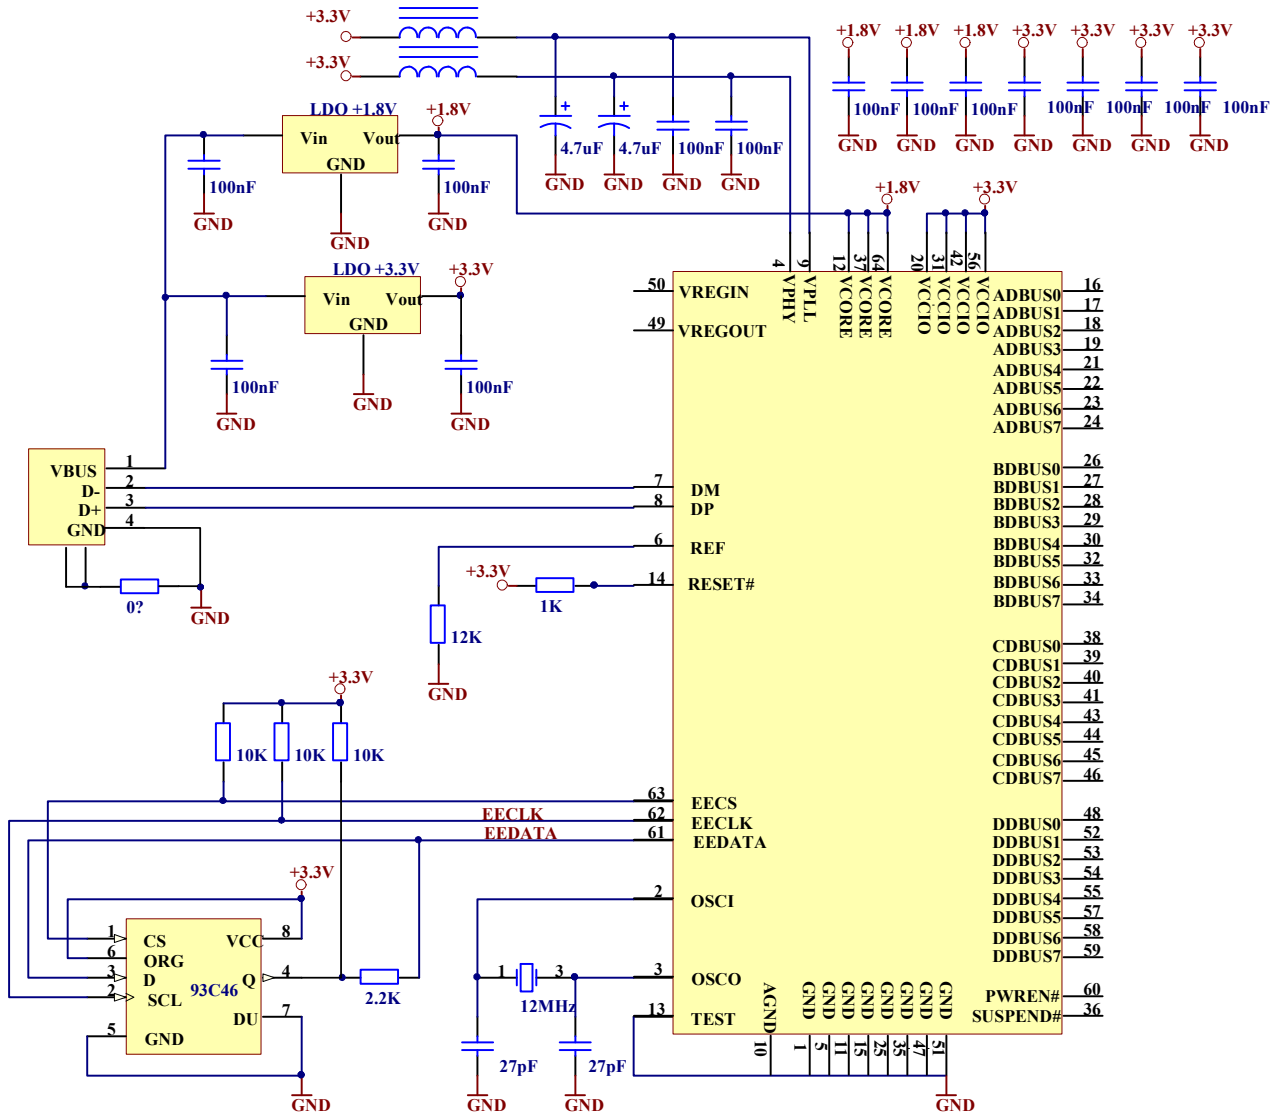 +3.3V
+3.3V
+1.8V +1.8V +1.8V +3.3V +3.3V +3.3V +3.3V
100nF 100nF 100nF 100nF 100nF 100nF 100nF
GND GND GND GND GND GND GND
LDO +1.8V
+1.8V
Vin Vout
GND
+
4.7uF
+
4.7uF
100nF
100nF
GND GND GND GND
100nF
100nF
GND
GND
GND
LDO +3.3V
+3.3V
Vin Vout
GND
100nF
100nF
GND
GND
GND
+1.8V
+3.3V
4 9 12 37 64 20 31 42 56
VPHY VPLL VCORE VCORE VCORE VCCIO VCCIO VCCIO VCCIO
50 VREGIN
49 VREGOUT
ADBUS0 16
ADBUS1 17
ADBUS2 18
ADBUS3 19
ADBUS4 21
ADBUS5 22
ADBUS6 23
ADBUS7 24
BDBUS0 26
BDBUS1 27
BDBUS2 28
BDBUS3 29
BDBUS4 30
BDBUS5 32
BDBUS6 33
BDBUS7 34
CDBUS0 38
CDBUS1 39
CDBUS2 40
CDBUS3 41
CDBUS4 43
CDBUS5 44
CDBUS6 45
CDBUS7 46
DDBUS0 48
DDBUS1 52
DDBUS2 53
DDBUS3 54
DDBUS4 55
DDBUS5 57
DDBUS6 58
DDBUS7 59
PWREN# 60
SUSPEND# 36
VBUS 1
D- 2
D+ 3
GND 4
0?
GND
7 DM
8 DP
6 REF
+3.3V
1K
14 RESET#
12K
GND
+3.3V
10K 10K 10K
63 EECS
EECLK 62 EECLK
EEDATA 61 EEDATA
+3.3V
1 CS
6 ORG
3 D
2 SCL
5 GND
93C46
VCC 8
Q 4
DU 7
2.2K
GND
2 OSCI
1 3
12MHz
3 OSCO
13 TEST
27pF
27pF
GND
GND
AGND GND GND GND GND GND GND GND GND
10 1 5 11 15 25 35 47 51
GND